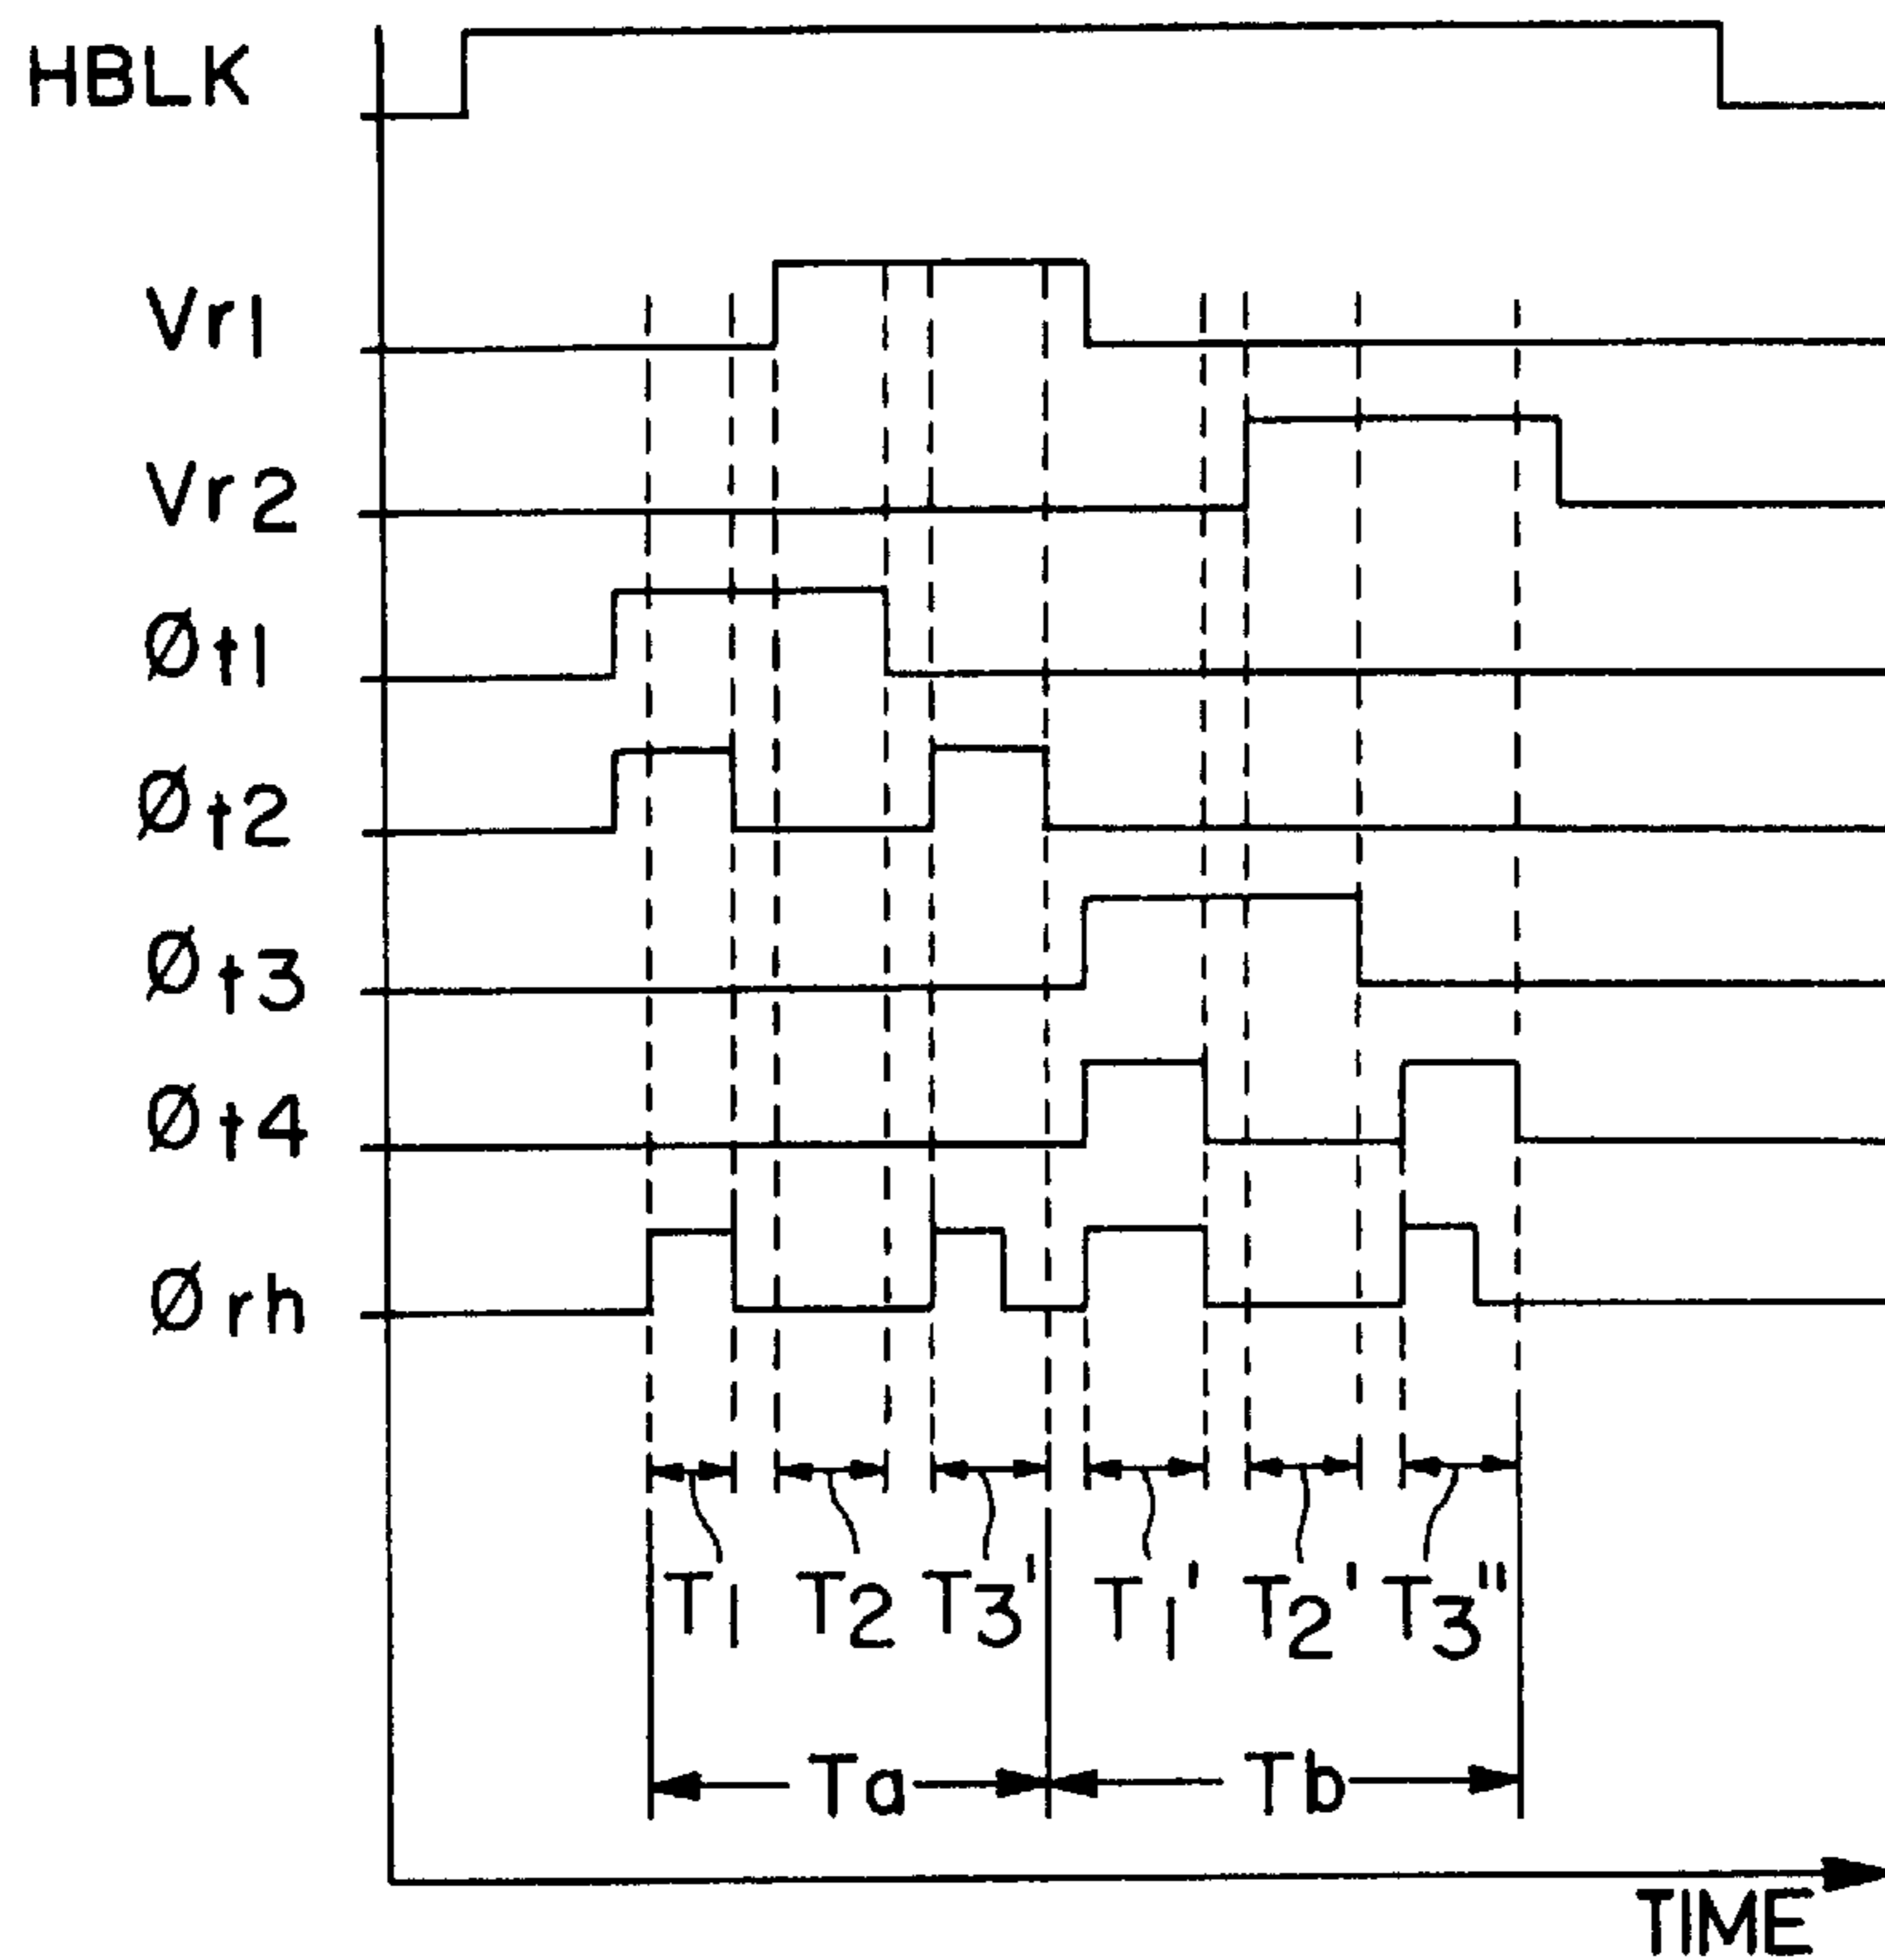 HBLK
Vr1
Vr2
Øt1
Øt2
Øt3
Øt4
Ørh
T1 T2 T3' T1' T2' T3"
Ta Tb
TIME